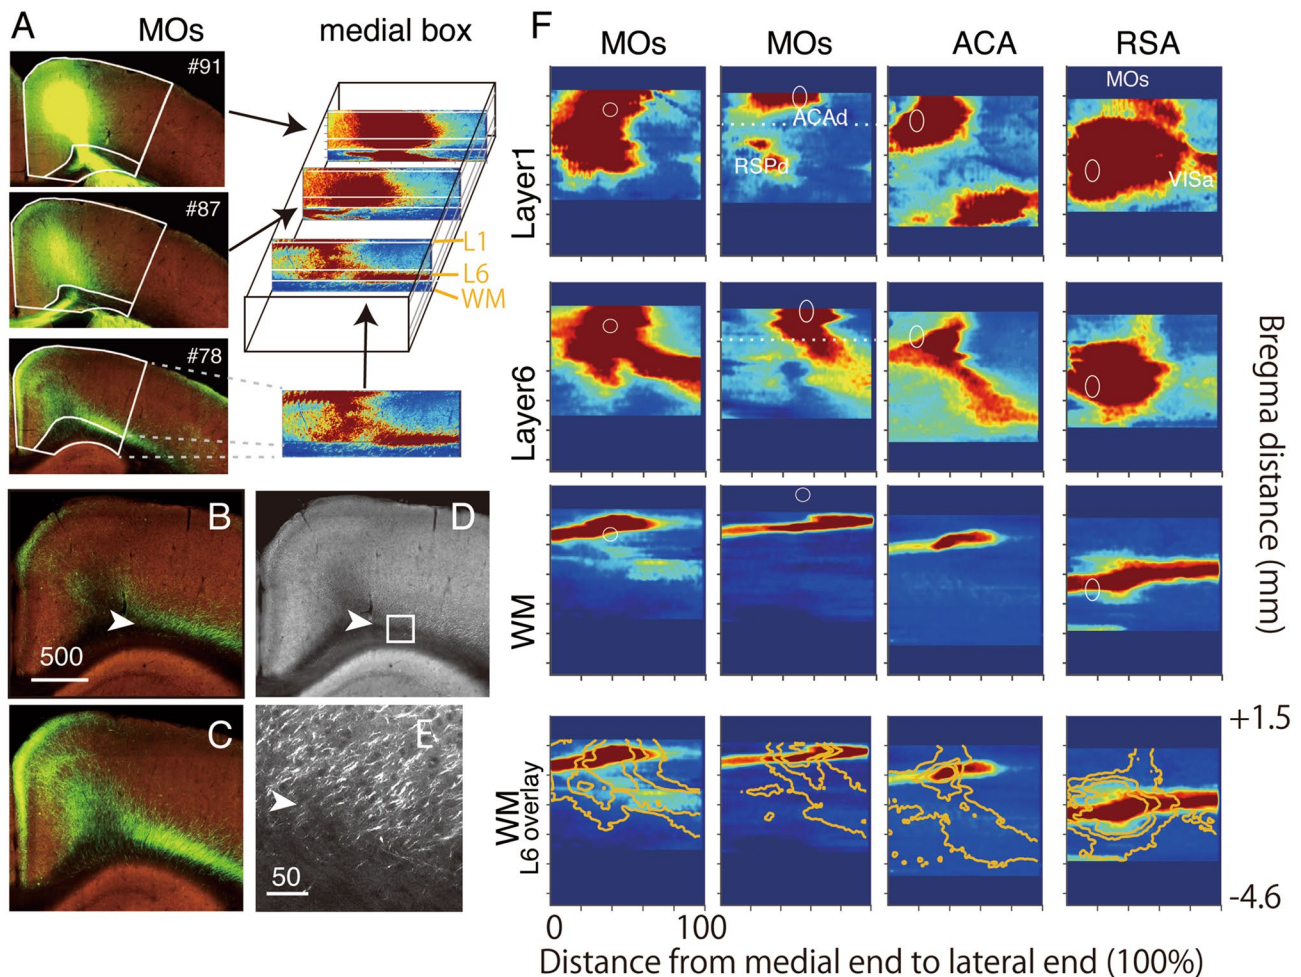 A
MOs
medial box
#91
#87
#78
L1
L6
WM
B
500
C
D
E
50
F
MOs
MOs
ACA
RSA
Layer1
ACAd
RSPd
MOs
VISa
Layer6
WM
WM
L6 overlay
Bregma distance (mm)
+1.5
-4.6
0
100
Distance from medial end to lateral end (100%)